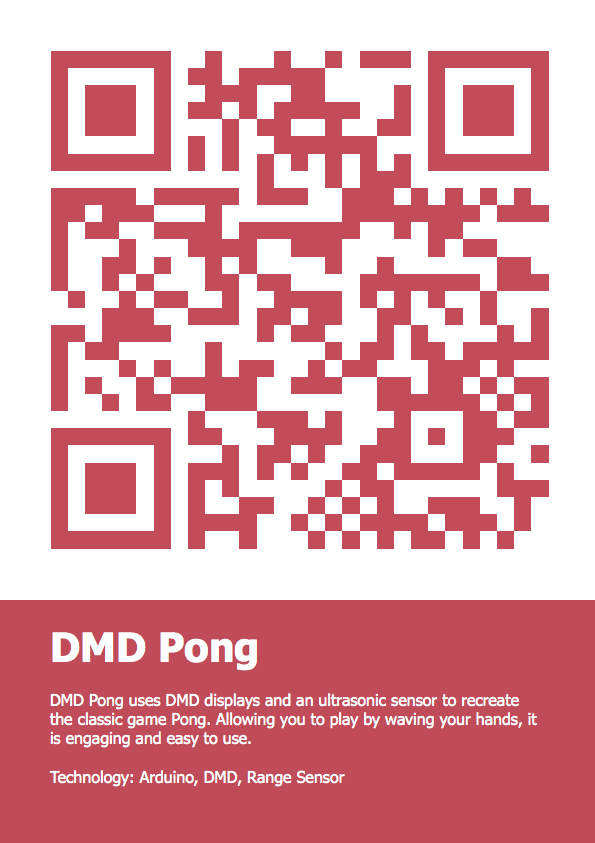 DMD Pong
DMD Pong uses DMD displays and an ultrasonic sensor to recreate
the classic game Pong. Allowing you to play by waving your hands, it
is engaging and easy to use.
Technology: Arduino, DMD, Range Sensor